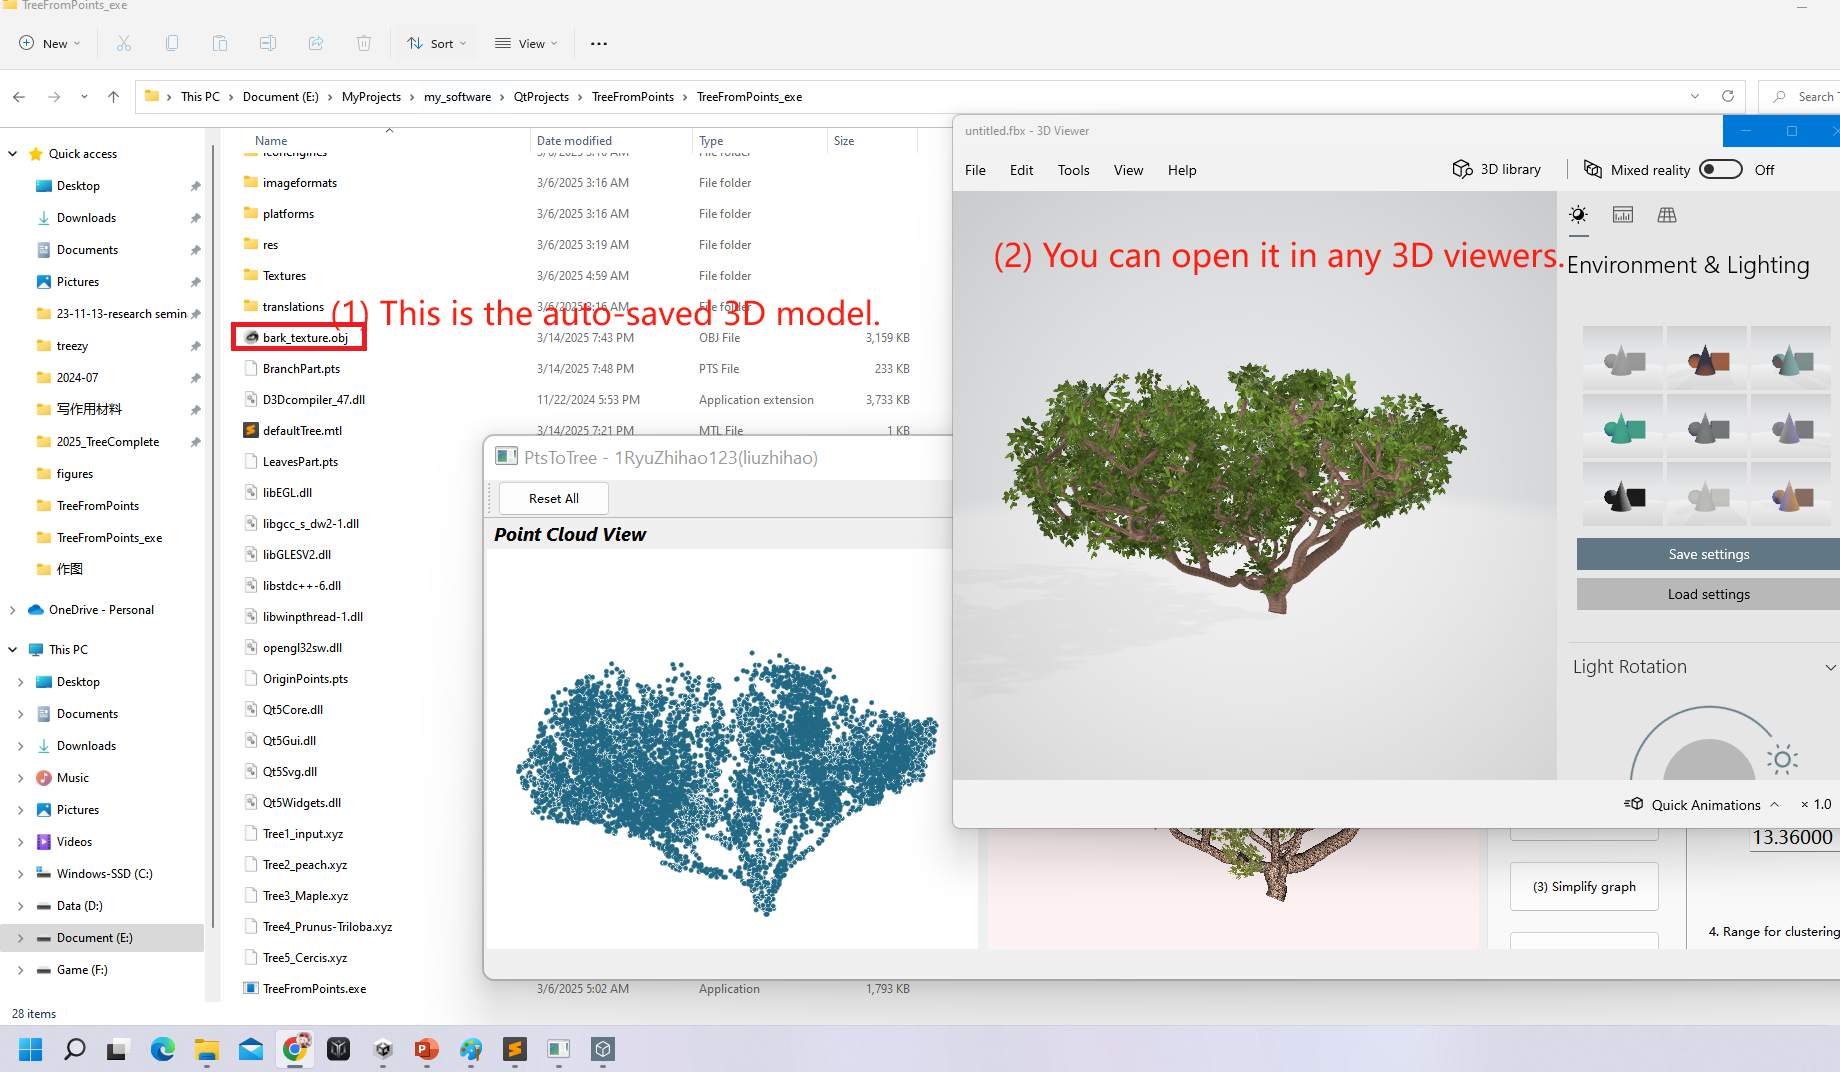 TreeFromPoints_exe
New
Sort
View
This PC
Document (E:)
MyProjects
my_software
QtProjects
TreeFromPoints
TreeFromPoints_exe
Search
Name
Date modified
Type
Size
Quick access
Desktop
Downloads
Documents
Pictures
23-11-13-research semin
treezy
2024-07
写作用材料
2025_TreeComplete
figures
TreeFromPoints
TreeFromPoints_exe
作图
OneDrive - Personal
This PC
Desktop
Documents
Downloads
Music
Pictures
Videos
Windows-SSD (C:)
Data (D:)
Document (E:)
Game (F:)
28 items
iconengines 3/6/2025 3:16 AM File folder
imageformats 3/6/2025 3:16 AM File folder
platforms 3/6/2025 3:16 AM File folder
res 3/6/2025 3:19 AM File folder
Textures 3/6/2025 4:59 AM File folder
translations 3/6/2025 3:16 AM File folder
(1) This is the auto-saved 3D model.
bark_texture.obj 3/14/2025 7:43 PM OBJ File 3,159 KB
BranchPart.pts 3/14/2025 7:48 PM PTS File 233 KB
D3Dcompiler_47.dll 11/22/2024 5:53 PM Application extension 3,733 KB
defaultTree.mtl 3/14/2025 7:21 PM MTL File 1 KB
LeavesPart.pts
libEGL.dll
libgcc_s_dw2-1.dll
libGLESV2.dll
libstdc++-6.dll
libwinpthread-1.dll
opengl32sw.dll
OriginPoints.pts
Qt5Core.dll
Qt5Gui.dll
Qt5Svg.dll
Qt5Widgets.dll
Tree1_input.xyz
Tree2_peach.xyz
Tree3_Maple.xyz
Tree4_Prunus-Triloba.xyz
Tree5_Cercis.xyz
TreeFromPoints.exe 3/6/2025 5:02 AM Application 1,793 KB
PtsToTree - 1RyuZhihao123(liuzhihao)
Reset All
Point Cloud View
untitled.fbx - 3D Viewer
File Edit Tools View Help
3D library
Mixed reality
Off
(2) You can open it in any 3D viewers.
Environment & Lighting
Save settings
Load settings
Light Rotation
Quick Animations
× 1.0
13.36000
(3) Simplify graph
4. Range for clustering